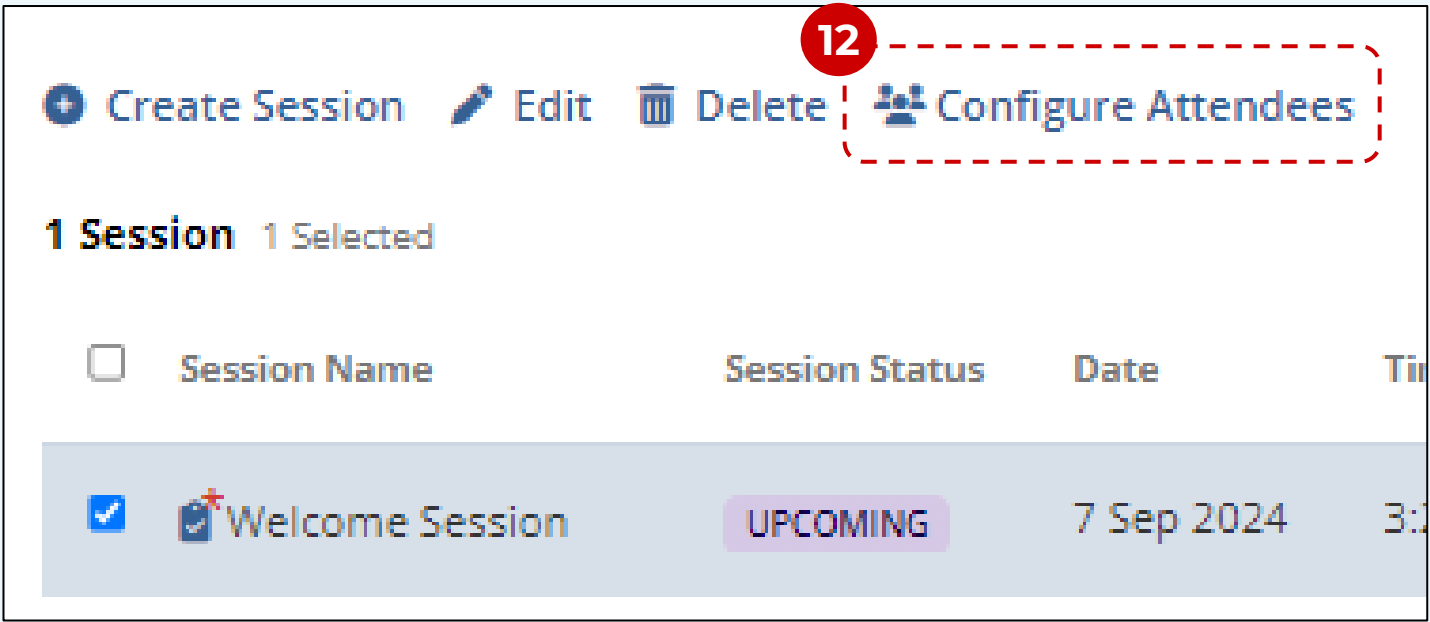 12
Create Session Edit Delete Configure Attendees
1 Session 1 Selected
Session Name Session Status Date
Welcome Session UPCOMING 7 Sep 2024